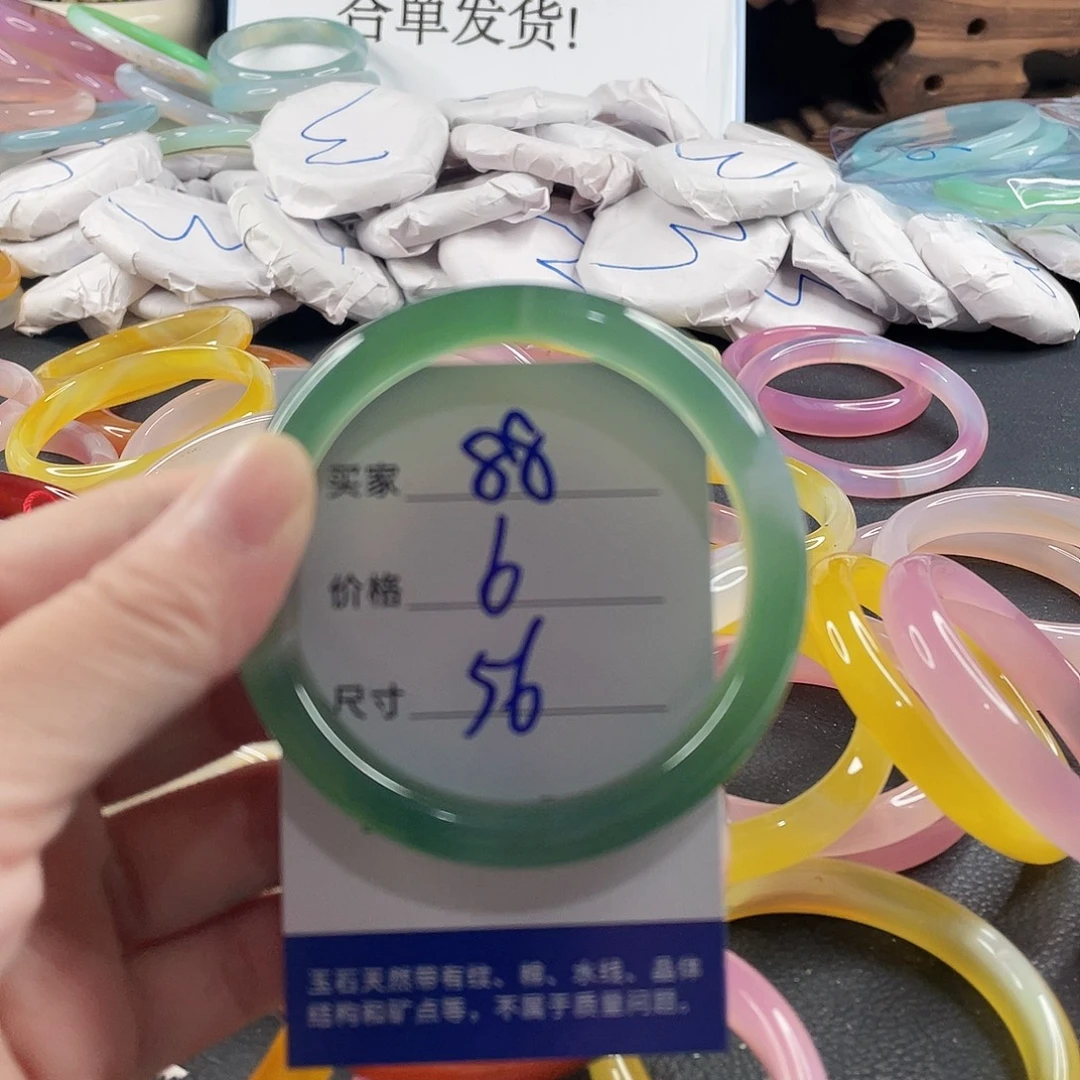 合单发货!
买家 88
价格 6
尺寸 56
玉石天然带有纹、棉、水线、晶体
结构和矿点等，不属于质量问题。